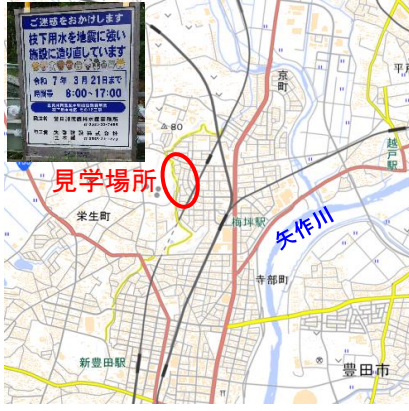 ご迷惑をおかけします
枝下用水を地震に強い
施設に造り直しています
令和 7年 3月21日まで
時間帯 8:00~17:00
見学場所
80
京町
平戸
越戸駅
栄生町
梅坪駅
矢作川
寺部町
新豊田駅
豊田市